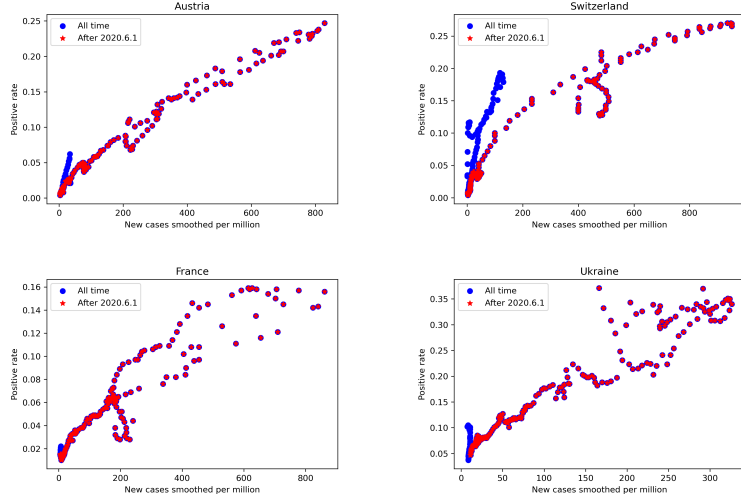 Austria
All time
After 2020.6.1
Positive rate
0.25
0.20
0.15
0.10
0.05
0.00
0 200 400 600 800
New cases smoothed per million
Switzerland
All time
After 2020.6.1
Positive rate
0.25
0.20
0.15
0.10
0.05
0.00
0 200 400 600 800
New cases smoothed per million
France
All time
After 2020.6.1
Positive rate
0.16
0.14
0.12
0.10
0.08
0.06
0.04
0.02
0 200 400 600 800
New cases smoothed per million
Ukraine
All time
After 2020.6.1
Positive rate
0.35
0.30
0.25
0.20
0.15
0.10
0.05
0 50 100 150 200 250 300
New cases smoothed per million